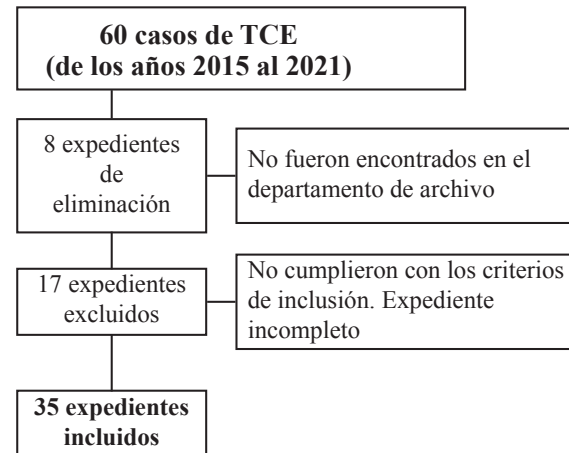 60 casos de TCE
(de los años 2015 al 2021)
8 expedientes
de
eliminación
No fueron encontrados en el
departamento de archivo
17 expedientes
excluidos
No cumplieron con los criterios
de inclusión. Expediente
incompleto
35 expedientes
incluidos